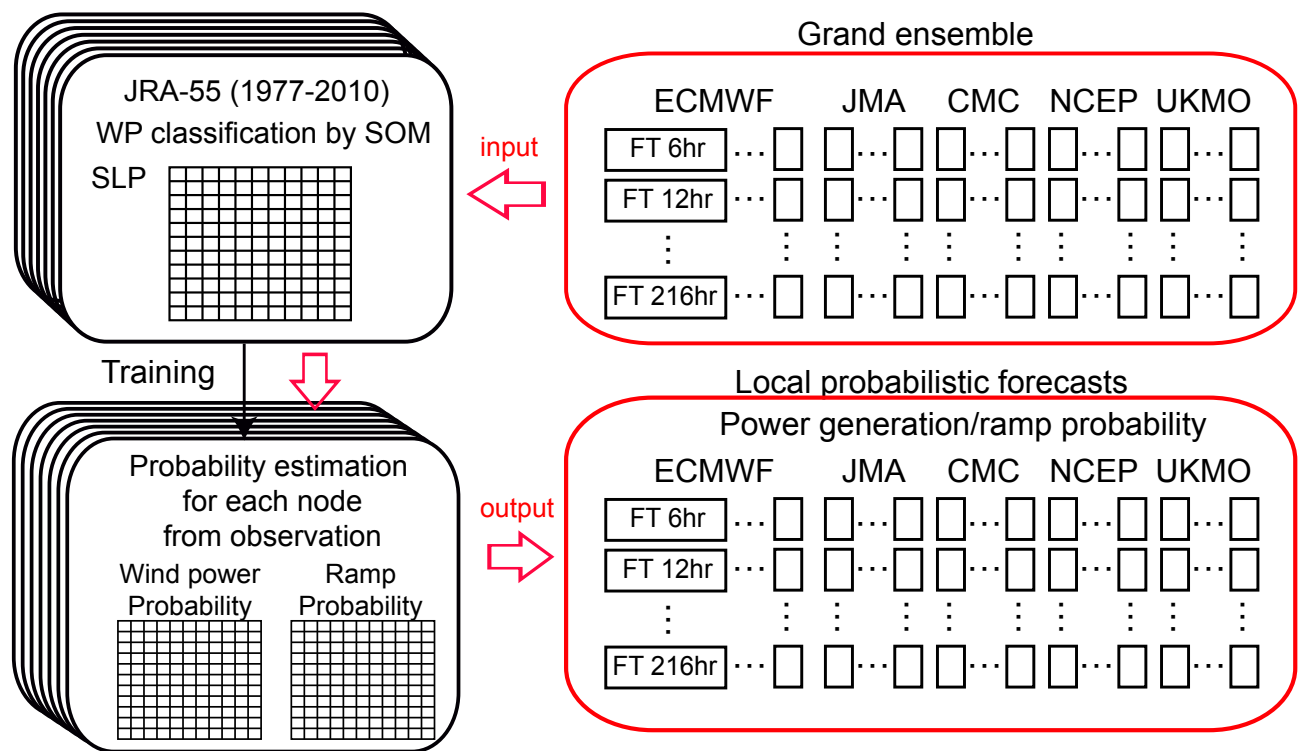 JRA-55 (1977-2010)
WP classification by SOM
SLP
input
Grand ensemble
ECMWF JMA CMC NCEP UKMO
FT 6hr ...  ...  ...  ...  ...
FT 12hr ...  ...  ...  ...  ...
FT 216hr ...  ...  ...  ...  ...
Training
Probability estimation
for each node
from observation
Wind power
Probability
Ramp
Probability
output
Local probabilistic forecasts
Power generation/ramp probability
ECMWF JMA CMC NCEP UKMO
FT 6hr ...  ...  ...  ...  ...
FT 12hr ...  ...  ...  ...  ...
FT 216hr ...  ...  ...  ...  ...